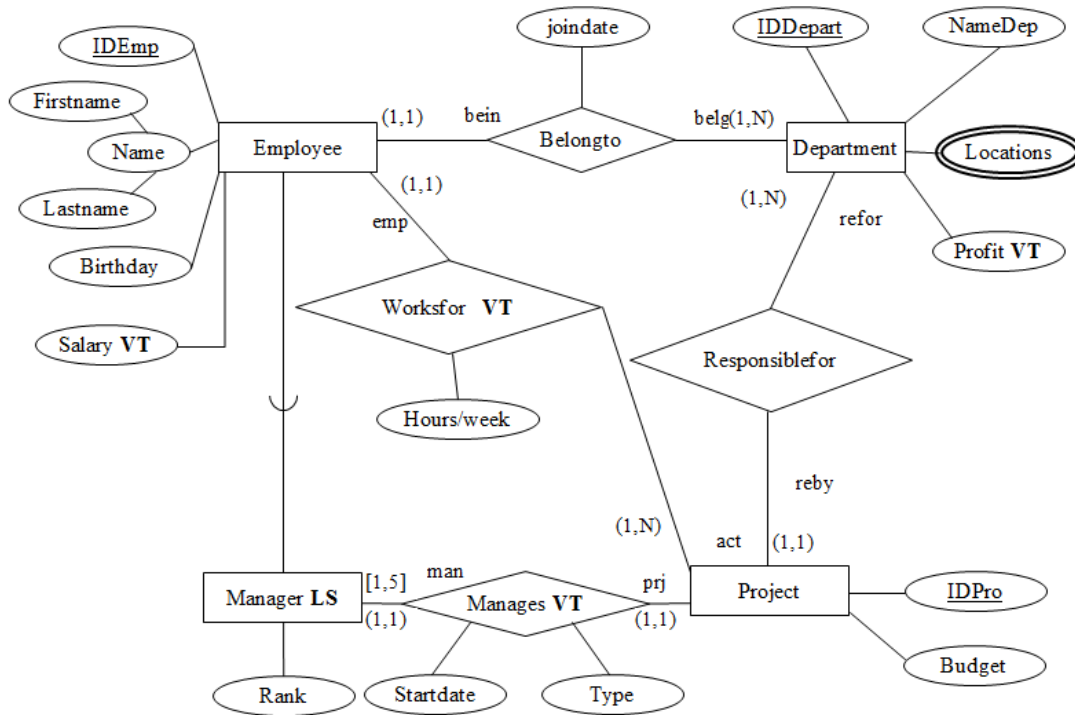 joindate
IDDepart
NameDep
IDEmp
Firstname
(1,1)
bein
belg(1,N)
Name
Employee
Belongto
Department
Locations
(1,1)
(1,N)
Lastname
emp
refor
Birthday
Profit VT
Worksfor VT
Salary VT
Responsiblefor
Hours/week
reby
(1,N)
act
(1,1)
man
prj
[1,5]
Manager LS
Manages VT
Project
IDPro
(1,1)
(1,1)
Budget
Rank
Startdate
Type